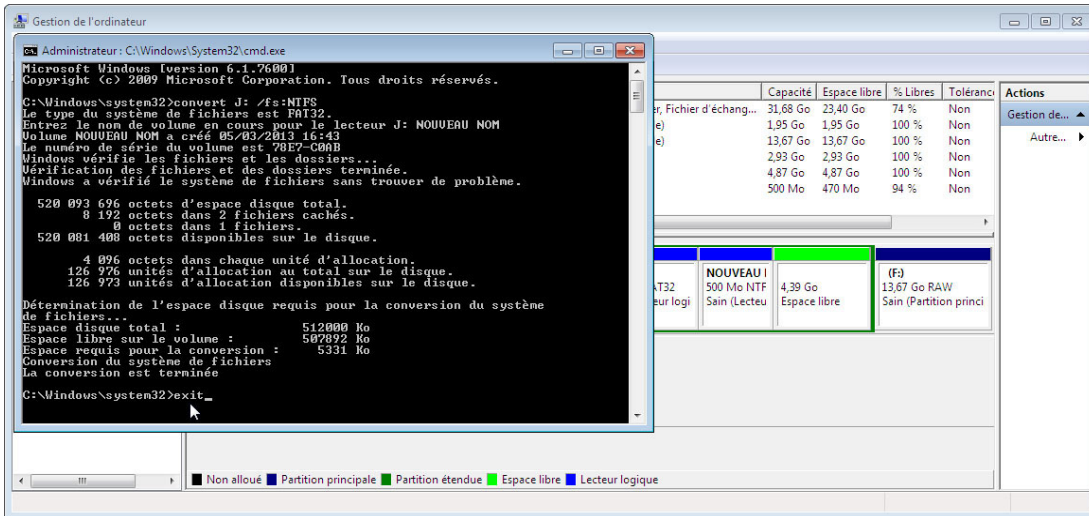 Gestion de l'ordinateur
Administrateur : C:\Windows\System32\cmd.exe
Microsoft Windows [version 6.1.7600]
Copyright (c) 2009 Microsoft Corporation. Tous droits réservés.
C:\Windows\system32>convert J: /fs:NTFS
Le type du système de fichiers est FAT32.
Entrez le nom de volume en cours pour le lecteur J: NOUVEAU NOM
Volume NOUVEAU NOM a créé 05/03/2013 16:43
Le numéro de série du volume est 78E7-C0AB
Windows vérifie les fichiers et les dossiers...
Vérification des fichiers et des dossiers terminée.
Windows a vérifié le système de fichiers sans trouver de problème.
520 093 696 octets d'espace disque total.
8 192 octets dans 2 fichiers cachés.
0 octets dans 1 fichiers.
520 081 408 octets disponibles sur le disque.
4 096 octets dans chaque unité d'allocation.
126 976 unités d'allocation au total sur le disque.
126 973 unités d'allocation disponibles sur le disque.
Détermination de l'espace disque requis pour la conversion du système
de fichiers...
Espace disque total : 512000 Ko
Espace libre sur le volume : 507892 Ko
Espace requis pour la conversion : 5331 Ko
Conversion du système de fichiers
La conversion est terminée
C:\Windows\system32>exit_
Capacité Espace libre % Libres Toléranc
er, Fichier d'échang... 31,68 Go 23,40 Go 74 % Non
e) 1,95 Go 1,95 Go 100 % Non
e) 13,67 Go 13,67 Go 100 % Non
2,93 Go 2,93 Go 100 % Non
4,87 Go 4,87 Go 100 % Non
500 Mo 470 Mo 94 % Non
Actions
Gestion de...
Autre...
AT32
eur logi
NOUVEAU I
500 Mo NTF
Sain (Lecteu
4,39 Go
Espace libre
(F:)
13,67 Go RAW
Sain (Partition princi
Non alloué Partition principale Partition étendue Espace libre Lecteur logique